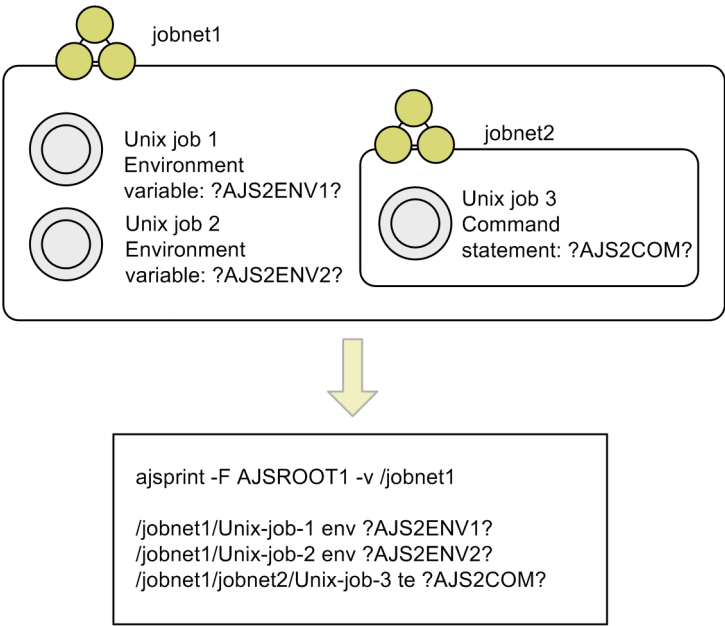 jobnet1
Unix job 1
Environment
variable: ?AJS2ENV1?
Unix job 2
Environment
variable: ?AJS2ENV2?
jobnet2
Unix job 3
Command
statement: ?AJS2COM?
ajsprint -F AJSROOT1 -v /jobnet1
/jobnet1/Unix-job-1 env ?AJS2ENV1?
/jobnet1/Unix-job-2 env ?AJS2ENV2?
/jobnet1/jobnet2/Unix-job-3 te ?AJS2COM?